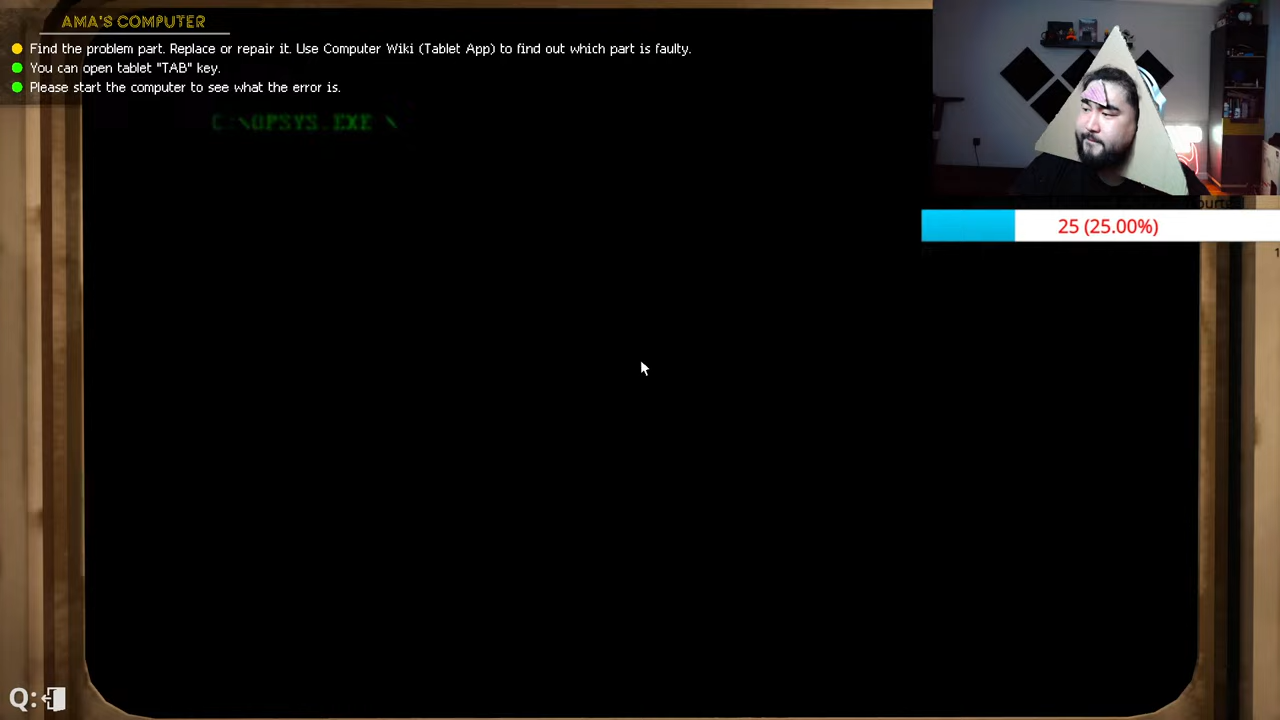 AMA'S COMPUTER
Find the problem part. Replace or repair it. Use Computer Wiki (Tablet App) to find out which part is faulty.
You can open tablet "TAB" key.
Please start the computer to see what the error is.
C:\OPSYS.EXE \
25 (25.00%)
Q: